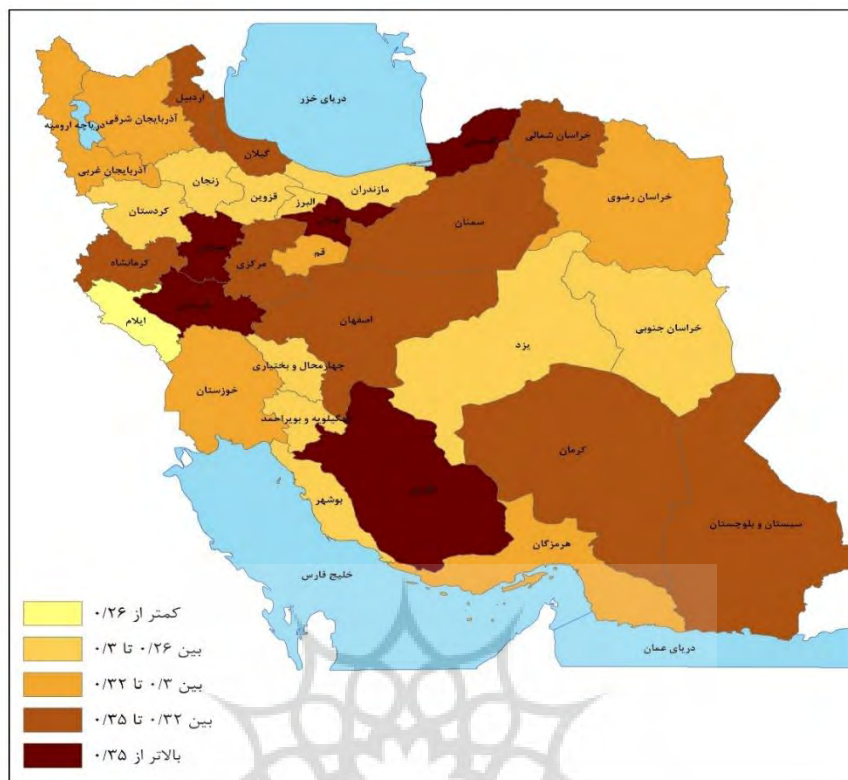 دریای خزر
اردبیل
آذربایجان شرقی
دریاچه ارومیه
گیلان
خراسان شمالی
آذربایجان غربی
زنجان
مازندران
خراسان رضوی
قزوین
البرز
کردستان
سمنان
قم
مرکزی
کرمانشاه
اصفهان
ایلام
خراسان جنوبی
یزد
چهارمحال و بختیاری
خوزستان
کهگیلویه و بویراحمد
کرمان
بوشهر
سیستان و بلوچستان
هرمزگان
خلیج فارس
دریای عمان
کمتر از ۰/۲۶
بین ۰/۲۶ تا ۰/۳
بین ۰/۳ تا ۰/۳۲
بین ۰/۳۲ تا ۰/۳۵
بالاتر از ۰/۳۵